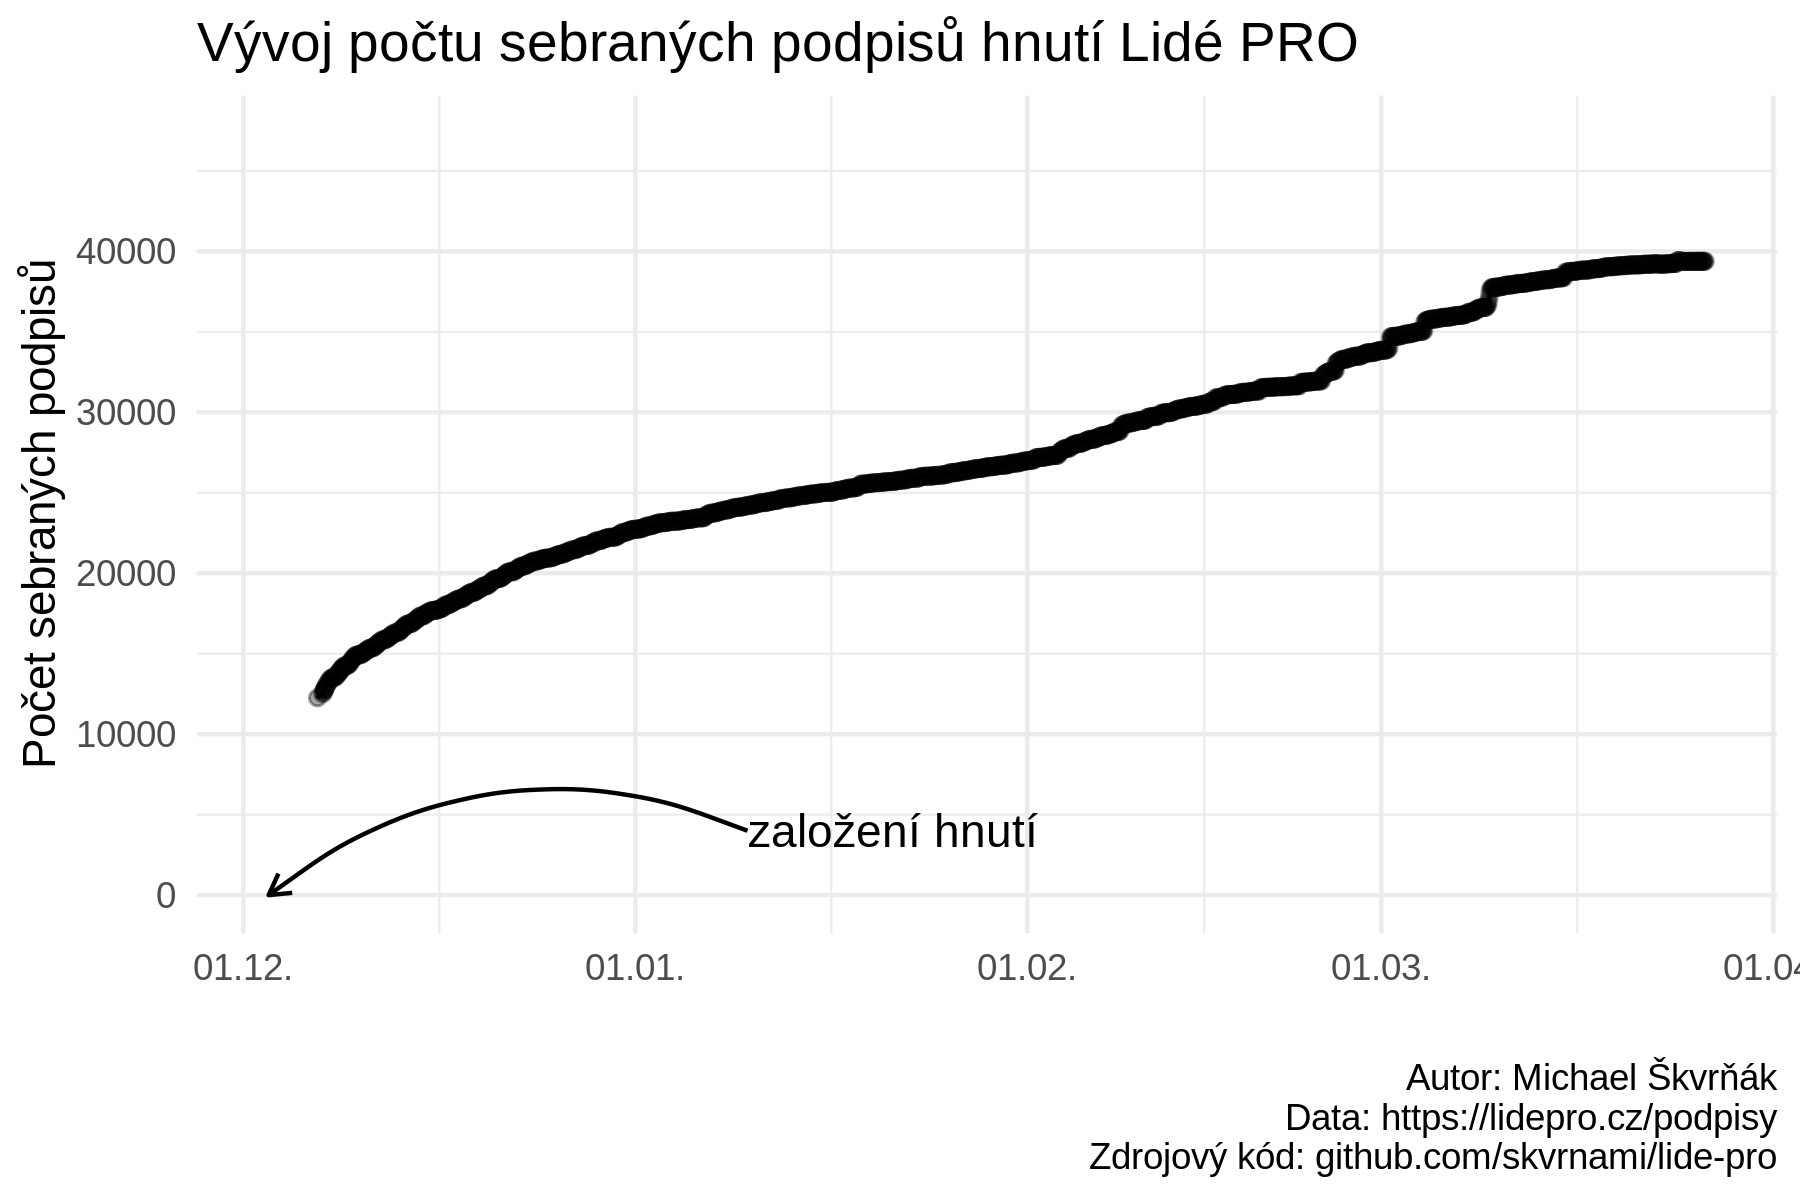 Vývoj počtu sebraných podpisů hnutí Lidé PRO
Počet sebraných podpisů
40000
30000
20000
10000
0
založení hnutí
01.12.
01.01.
01.02.
01.03.
01.04
Autor: Michael Škvrňák
Data: https://lidepro.cz/podpisy
Zdrojový kód: github.com/skvrnami/lide-pro